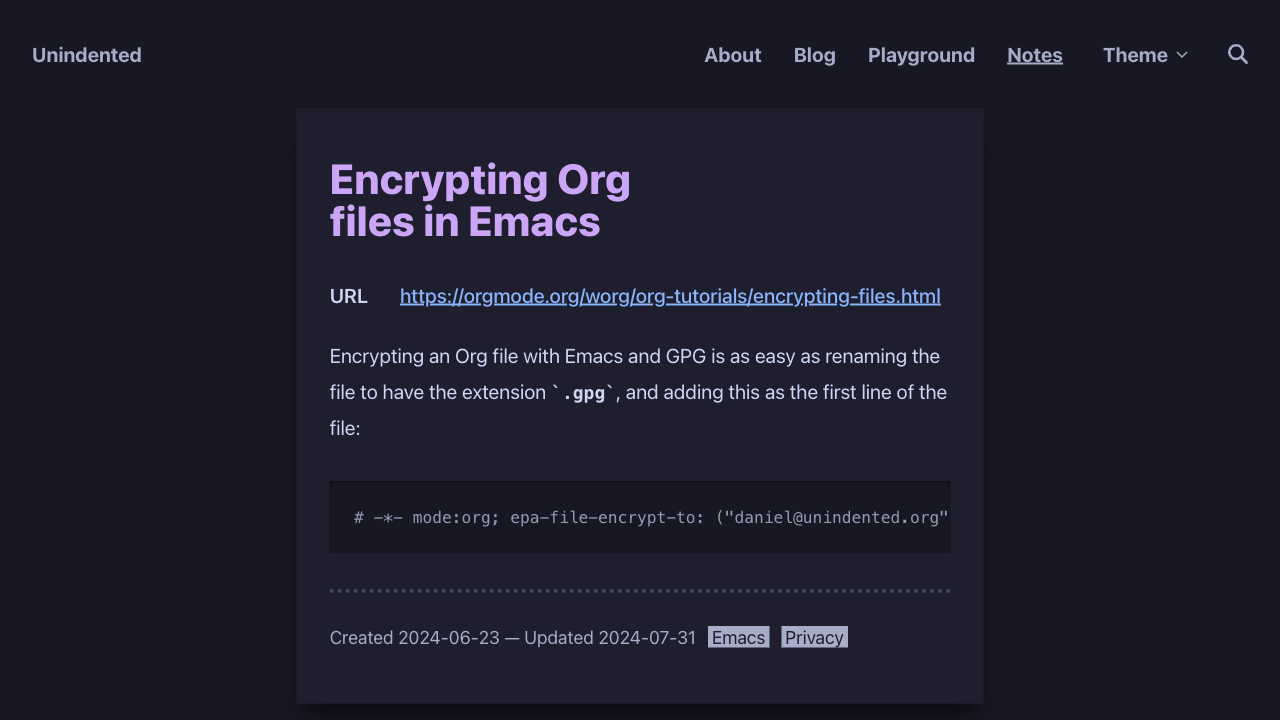 Unindented
About Blog Playground Notes Theme
Encrypting Org
files in Emacs
URL https://orgmode.org/worg/org-tutorials/encrypting-files.html
Encrypting an Org file with Emacs and GPG is as easy as renaming the
file to have the extension `.gpg`, and adding this as the first line of the
file:
# -*- mode:org; epa-file-encrypt-to: ("daniel@unindented.org"
Created 2024-06-23 — Updated 2024-07-31 Emacs Privacy